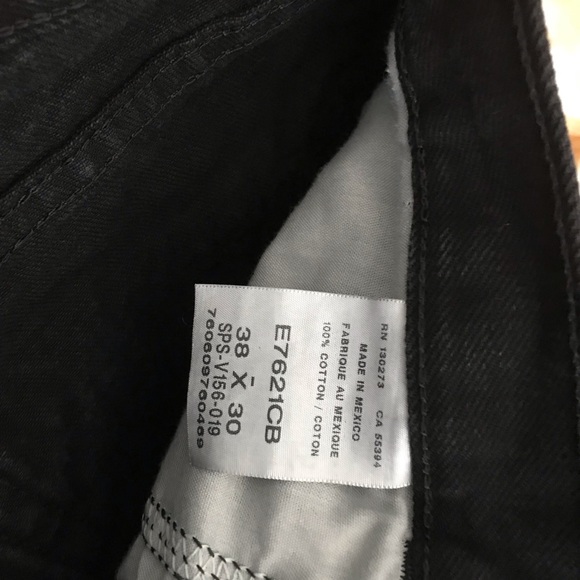 RN 130273 CA 55394
MADE IN MEXICO
FABRIQUE AU MEXIQUE
100% COTTON / COTON
E7621CB
-
38 X 30
SPS-V156-019
760609760469